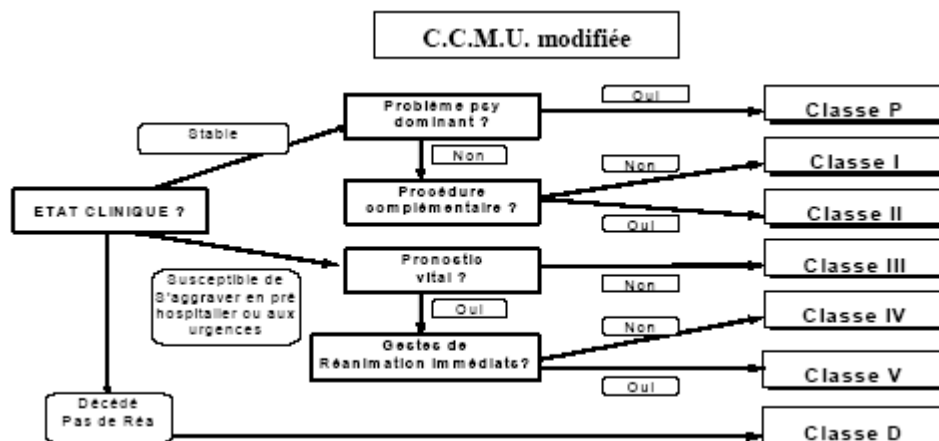 C.C.M.U. modifiée
Oui
Problème psy
dominant ?
Classe P
Stable
Non
Non
Classe I
Procédure
complémentaire ?
ETAT CLINIQUE ?
Classe II
Oui
Pronostic
vital ?
Classe III
Susceptible de
S'aggraver en pré
hospitalier ou aux
urgences
Non
Oui
Non
Classe IV
Gestes de
Réanimation immédiats?
Classe V
Oui
Décédé
Pas de Réa
Classe D